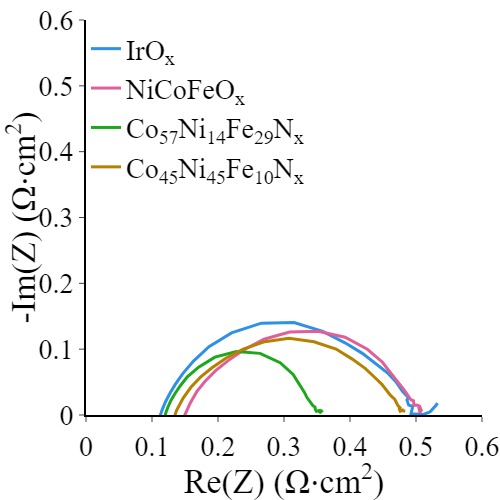 0.6
0.5
0.4
0.3
0.2
0.1
0
-Im(Z) (Ω·cm²)
IrOₓ
NiCoFeOₓ
Co₅₇Ni₁₄Fe₂₉Nₓ
Co₄₅Ni₄₅Fe₁₀Nₓ
0 0.1 0.2 0.3 0.4 0.5 0.6
Re(Z) (Ω·cm²)